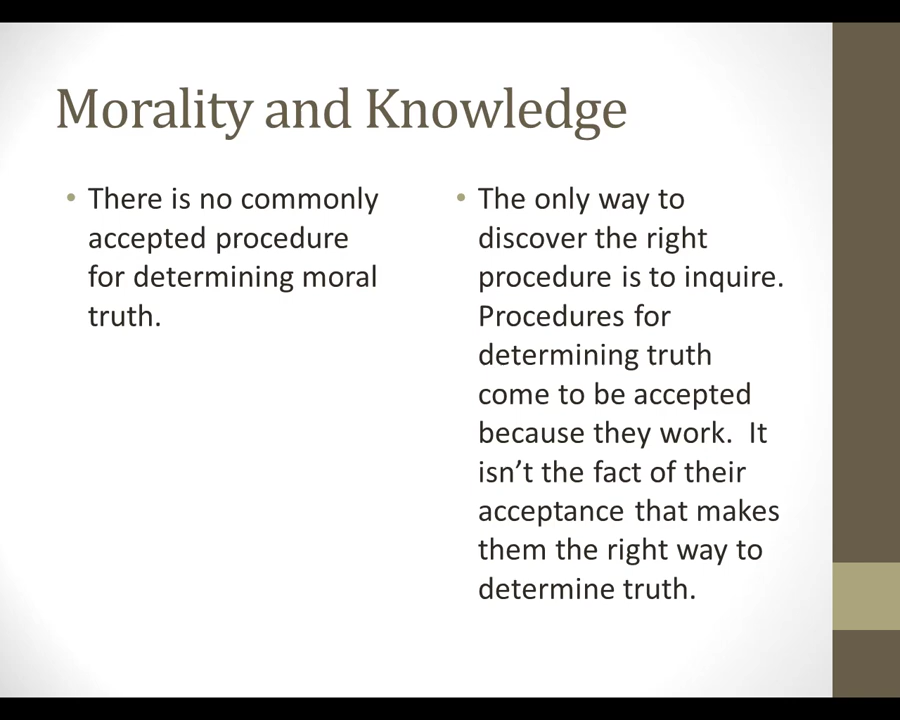 Morality and Knowledge
• There is no commonly
accepted procedure
for determining moral
truth.
• The only way to
discover the right
procedure is to inquire.
Procedures for
determining truth
come to be accepted
because they work.  It
isn’t the fact of their
acceptance that makes
them the right way to
determine truth.